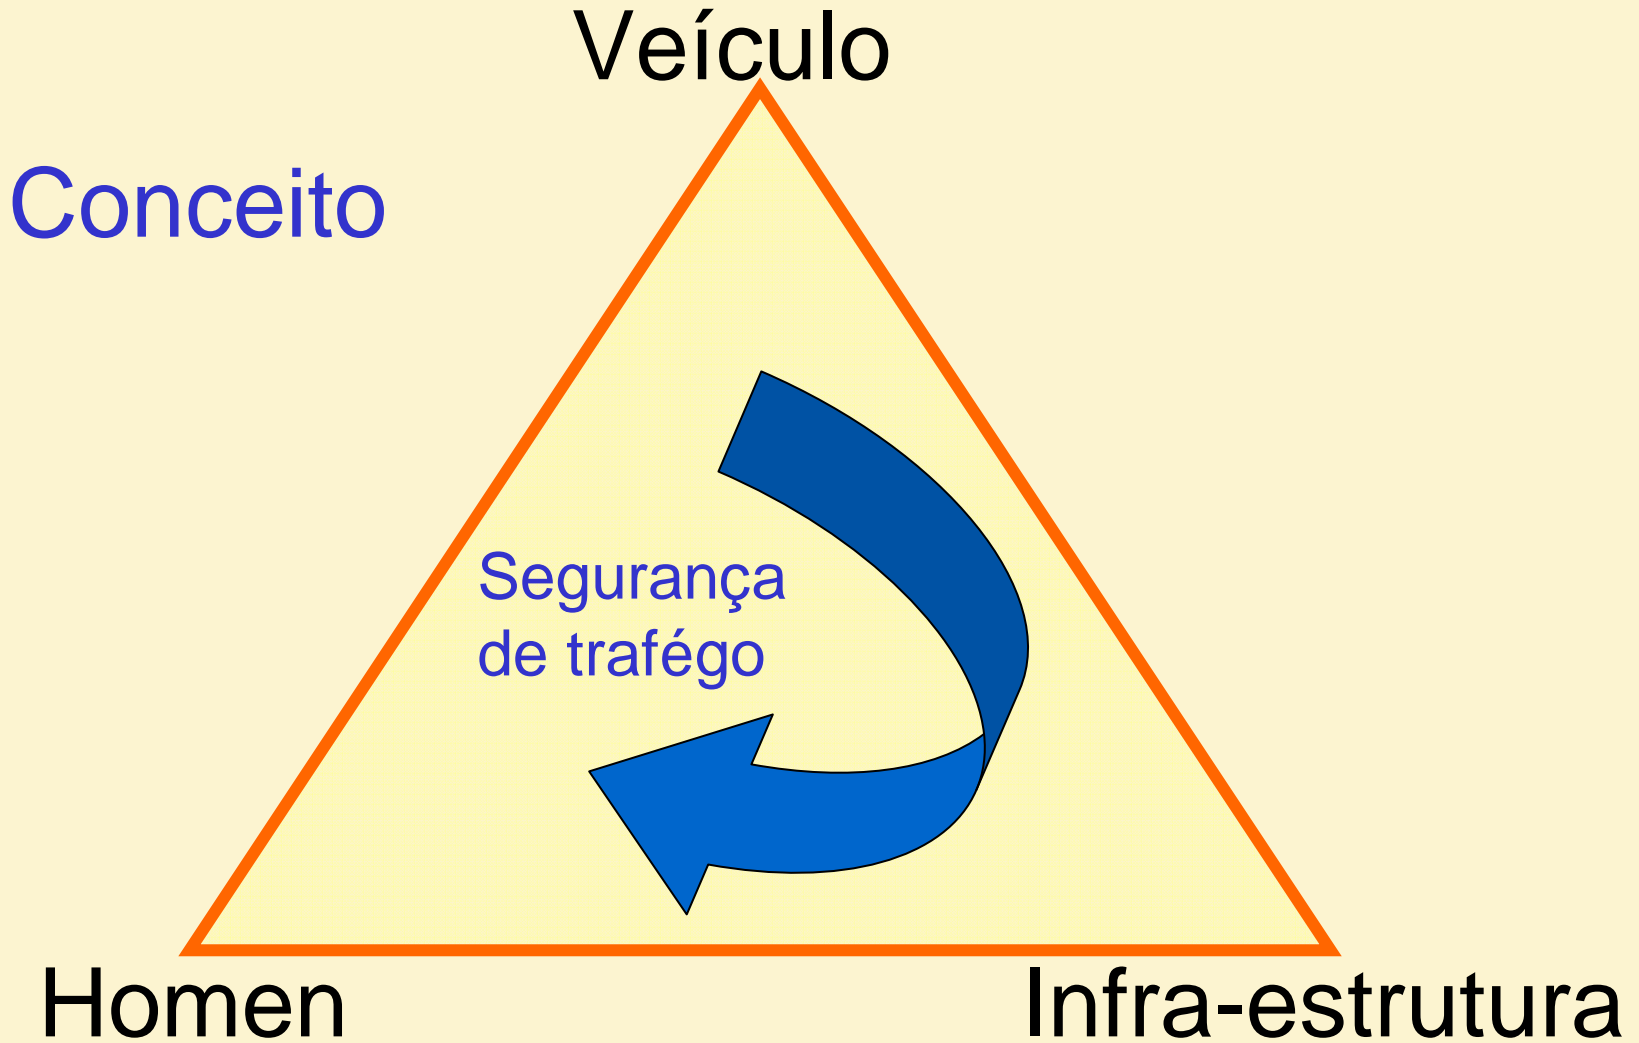 Veículo
Conceito
Segurança
de trafégo
Homen
Infra-estrutura